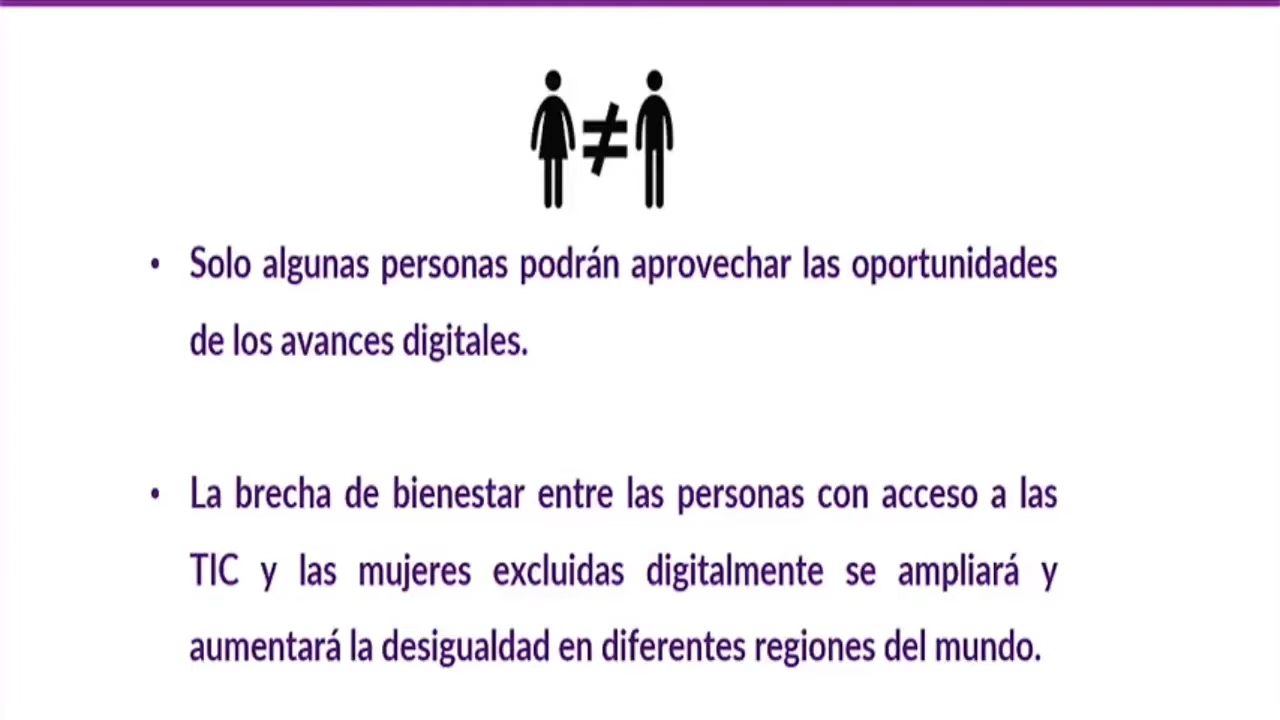 • Solo algunas personas podrán aprovechar las oportunidades
de los avances digitales.
• La brecha de bienestar entre las personas con acceso a las
TIC y las mujeres excluidas digitalmente se ampliará y
aumentará la desigualdad en diferentes regiones del mundo.